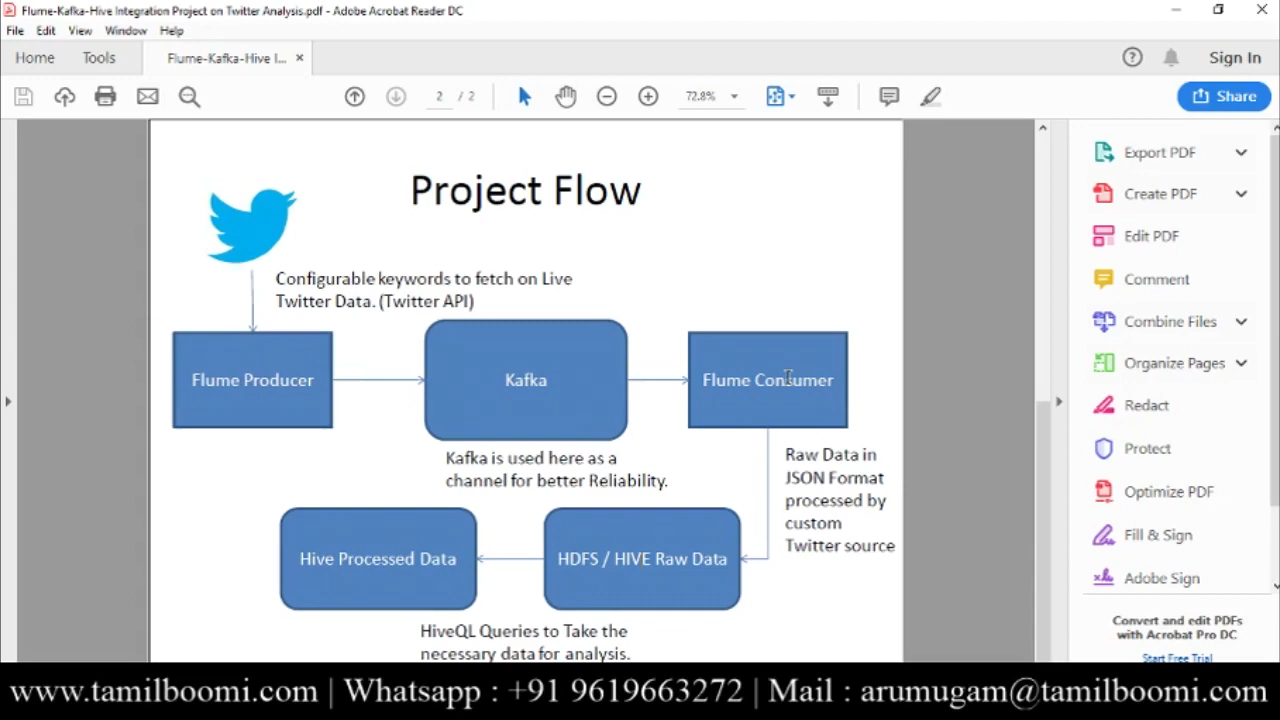 Flume-Kafka-Hive Integration Project on Twitter Analysis.pdf - Adobe Acrobat Reader DC
File Edit View Window Help
Home Tools Flume-Kafka-Hive I... × Sign In
2 / 2 72.8% Share
Project Flow
Configurable keywords to fetch on Live
Twitter Data. (Twitter API)
Flume Producer
Kafka
Flume Consumer
Kafka is used here as a
channel for better Reliability.
Raw Data in
JSON Format
processed by
custom
Twitter source
Hive Processed Data
HDFS / HIVE Raw Data
HiveQL Queries to Take the
necessary data for analysis.
Export PDF
Create PDF
Edit PDF
Comment
Combine Files
Organize Pages
Redact
Protect
Optimize PDF
Fill & Sign
Adobe Sign
Convert and edit PDFs
with Acrobat Pro DC
Start Free Trial
www.tamilboomi.com | Whatsapp : +91 9619663272 | Mail : arumugam@tamilboomi.com